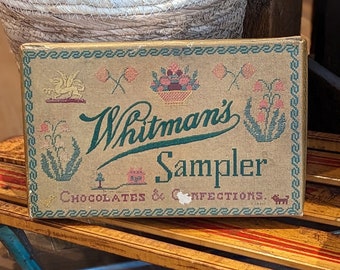 Whitman's
Sampler
CHOCOLATES & CONFECTIONS.